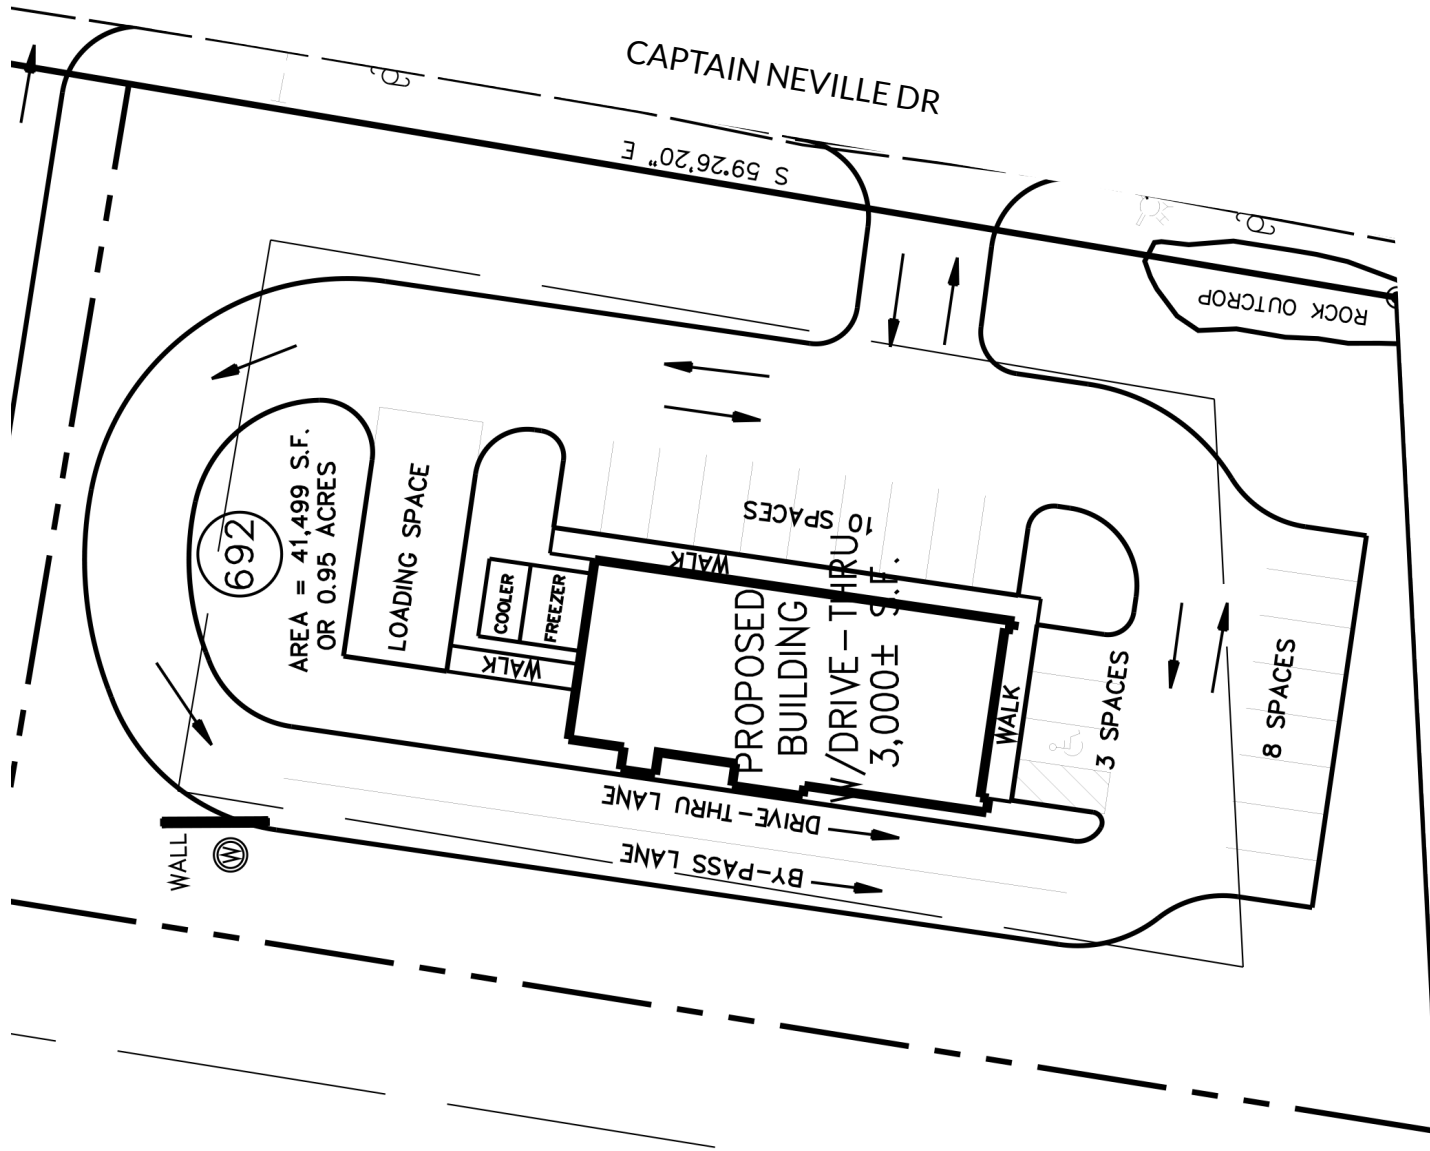 CAPTAIN NEVILLE DR
S 59°26'20" E
ROCK OUTCROP
692
AREA = 41,499 S.F.
OR 0.95 ACRES
LOADING SPACE
10 SPACES
WALK
COOLER
FREEZER
WALK
PROPOSED
BUILDING
W/DRIVE-THRU
3,000± S.F.
WALK
3 SPACES
8 SPACES
DRIVE-THRU LANE
BY-PASS LANE
WALL
W